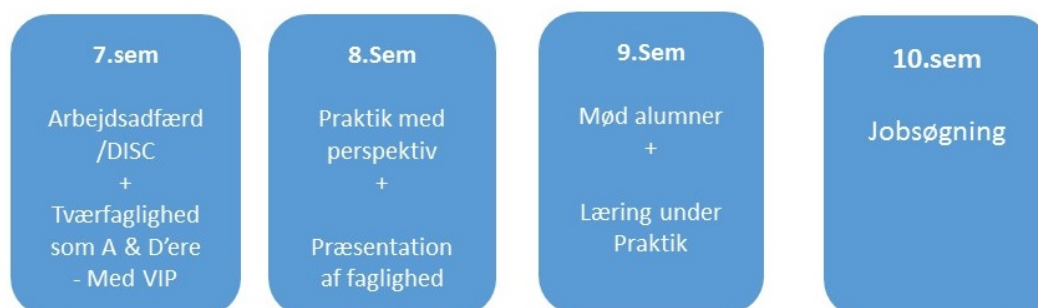 7.sem
Arbejdsadfærd
/DISC
+
Tværfaglighed
som A & D'ere
- Med VIP
8.Sem
Praktik med
perspektiv
+
Præsentation
af faglighed
9.Sem
Mød alumner
+
Læring under
Praktik
10.sem
Jobsøgning